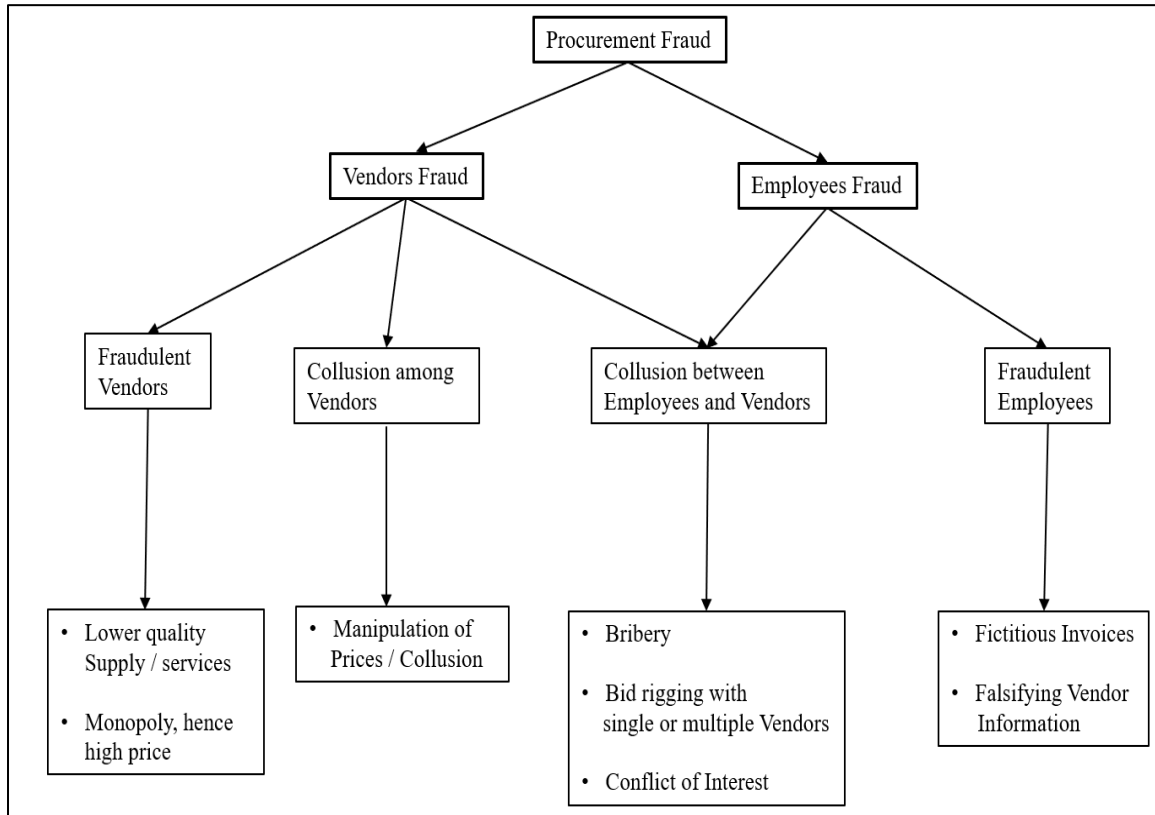 Procurement Fraud
Vendors Fraud
Employees Fraud
Fraudulent
Vendors
Collusion among
Vendors
Collusion between
Employees and Vendors
Fraudulent
Employees
• Lower quality
Supply / services
• Monopoly, hence
high price
• Manipulation of
Prices / Collusion
• Bribery
• Bid rigging with
single or multiple Vendors
• Conflict of Interest
• Fictitious Invoices
• Falsifying Vendor
Information